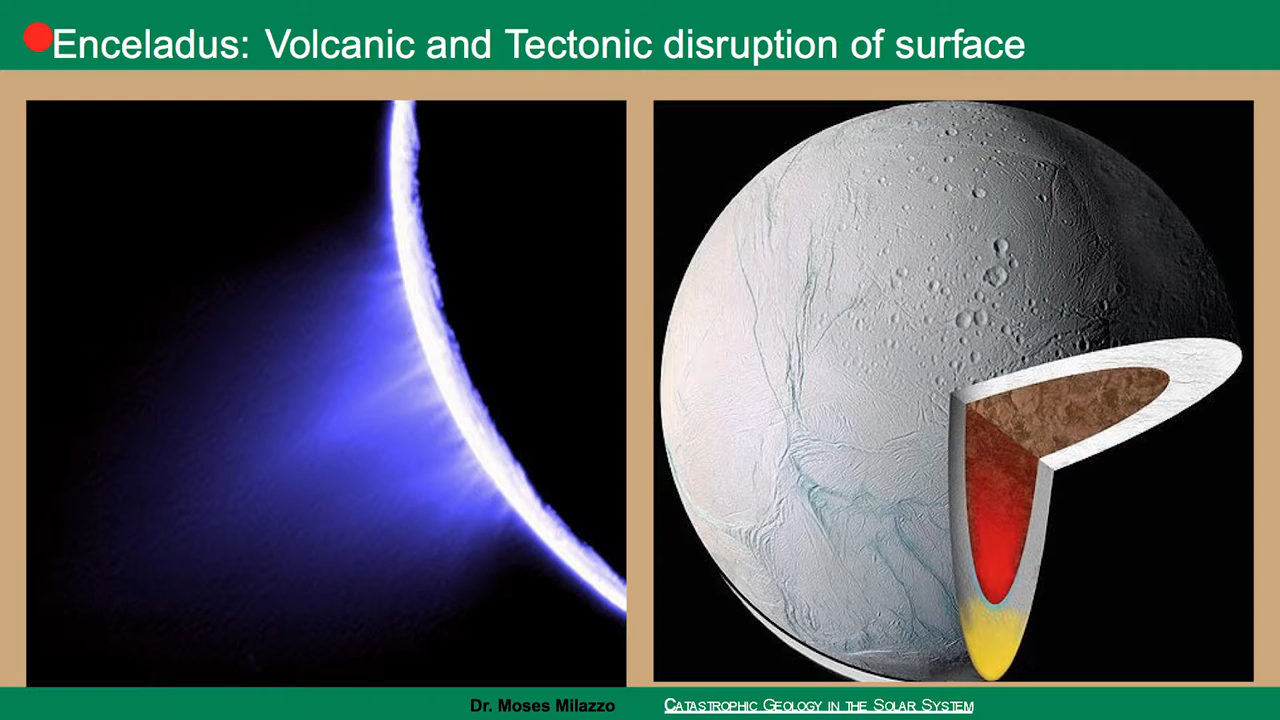 Enceladus: Volcanic and Tectonic disruption of surface
Dr. Moses Milazzo
CATASTROPHIC GEOLOGY IN THE SOLAR SYSTEM